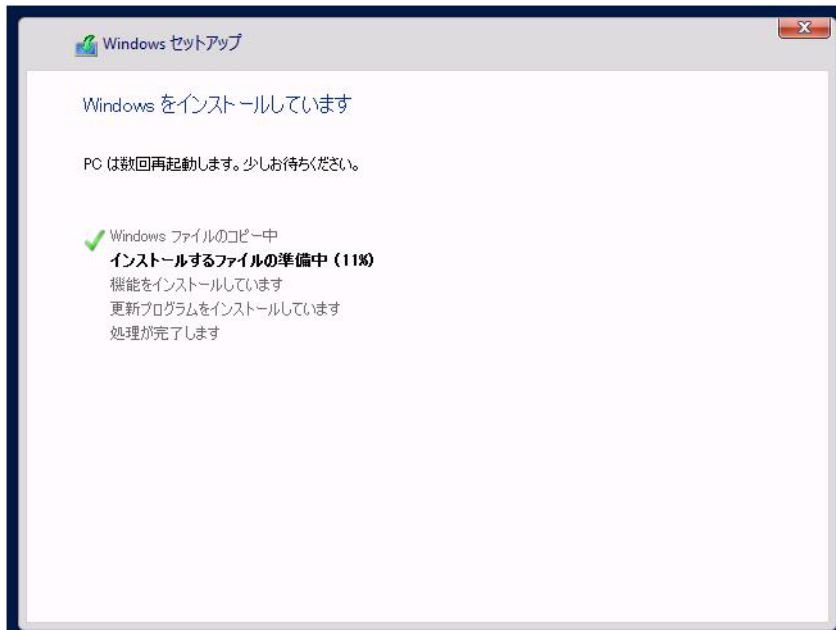 Windows セットアップ
Windows をインストールしています
PC は数回再起動します。少しお待ちください。
Windows ファイルのコピー中
インストールするファイルの準備中 (11%)
機能をインストールしています
更新プログラムをインストールしています
処理が完了します